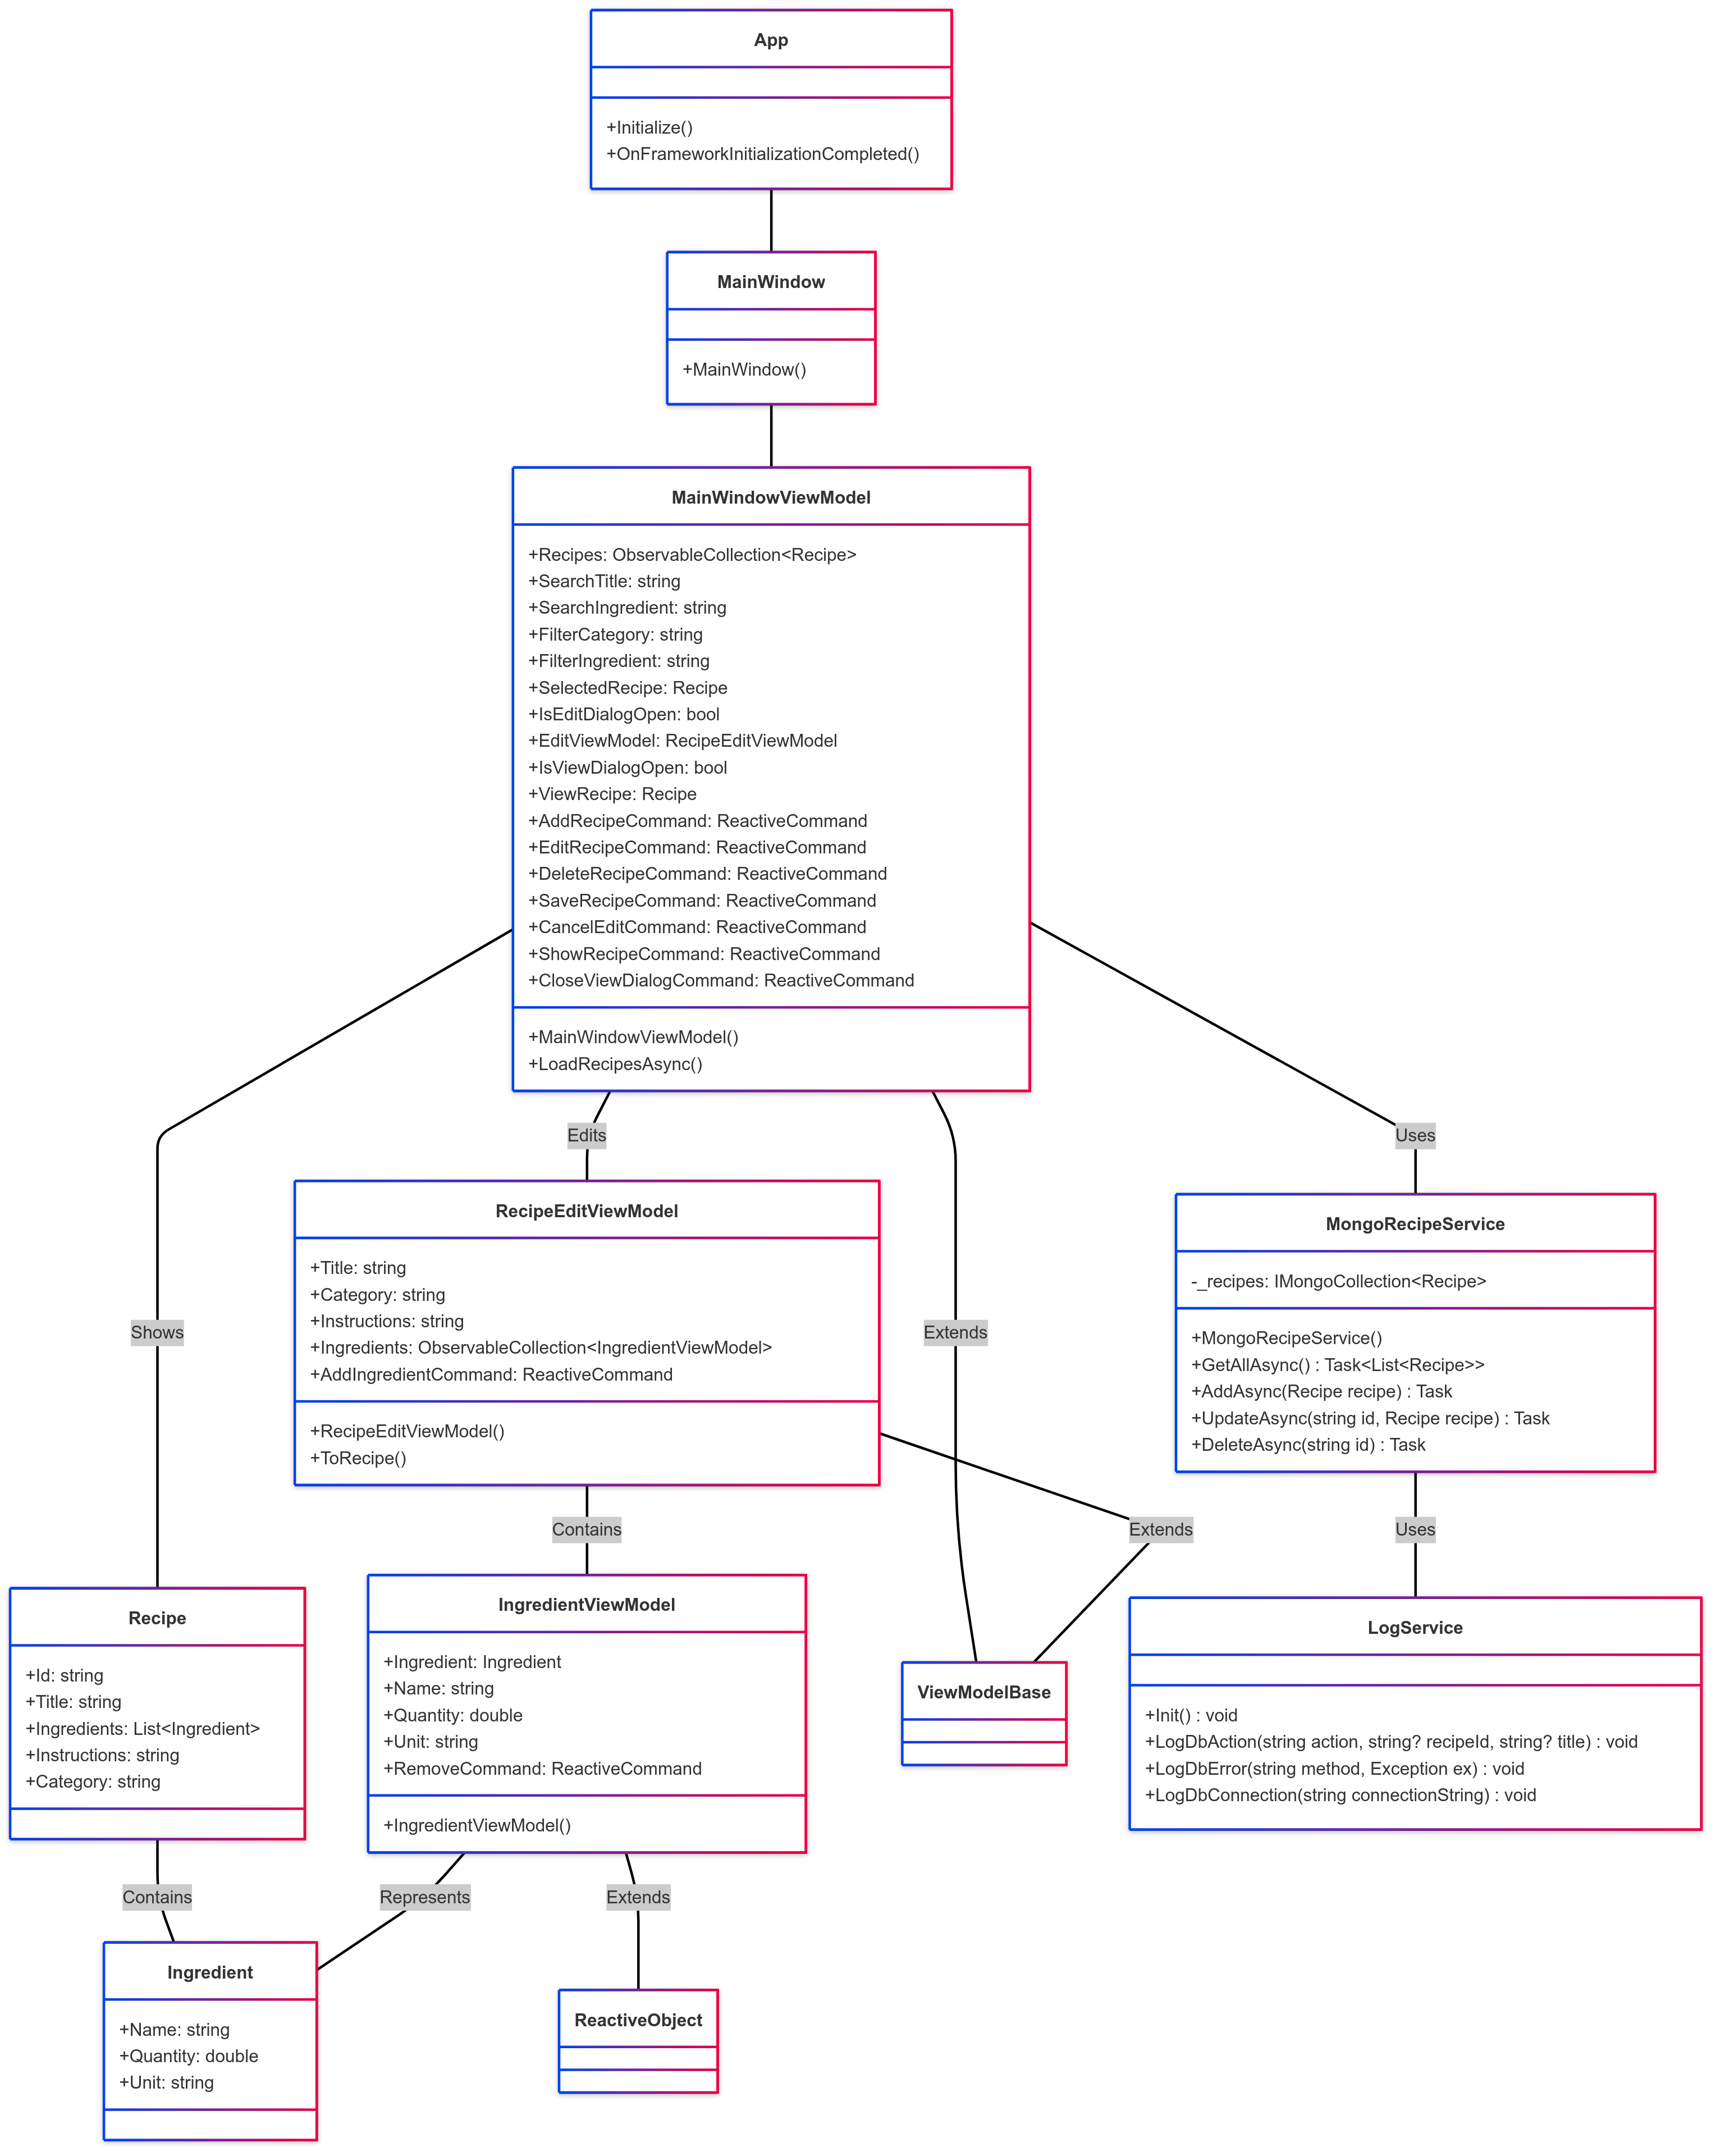 App
+Initialize()
+OnFrameworkInitializationCompleted()
MainWindow
+MainWindow()
MainWindowViewModel
+Recipes: ObservableCollection<Recipe>
+SearchTitle: string
+SearchIngredient: string
+FilterCategory: string
+FilterIngredient: string
+SelectedRecipe: Recipe
+IsEditDialogOpen: bool
+EditViewModel: RecipeEditViewModel
+IsViewDialogOpen: bool
+ViewRecipe: Recipe
+AddRecipeCommand: ReactiveCommand
+EditRecipeCommand: ReactiveCommand
+DeleteRecipeCommand: ReactiveCommand
+SaveRecipeCommand: ReactiveCommand
+CancelEditCommand: ReactiveCommand
+ShowRecipeCommand: ReactiveCommand
+CloseViewDialogCommand: ReactiveCommand
+MainWindowViewModel()
+LoadRecipesAsync()
Edits
Uses
RecipeEditViewModel
+Title: string
+Category: string
+Instructions: string
+Ingredients: ObservableCollection<IngredientViewModel>
+AddIngredientCommand: ReactiveCommand
+RecipeEditViewModel()
+ToRecipe()
MongoRecipeService
-_recipes: IMongoCollection<Recipe>
+MongoRecipeService()
+GetAllAsync() : Task<List<Recipe>>
+AddAsync(Recipe recipe) : Task
+UpdateAsync(string id, Recipe recipe) : Task
+DeleteAsync(string id) : Task
Shows
Extends
Contains
Extends
Uses
Recipe
+Id: string
+Title: string
+Ingredients: List<Ingredient>
+Instructions: string
+Category: string
IngredientViewModel
+Ingredient: Ingredient
+Name: string
+Quantity: double
+Unit: string
+RemoveCommand: ReactiveCommand
+IngredientViewModel()
ViewModelBase
LogService
+Init() : void
+LogDbAction(string action, string? recipeId, string? title) : void
+LogDbError(string method, Exception ex) : void
+LogDbConnection(string connectionString) : void
Contains
Represents
Extends
Ingredient
+Name: string
+Quantity: double
+Unit: string
ReactiveObject